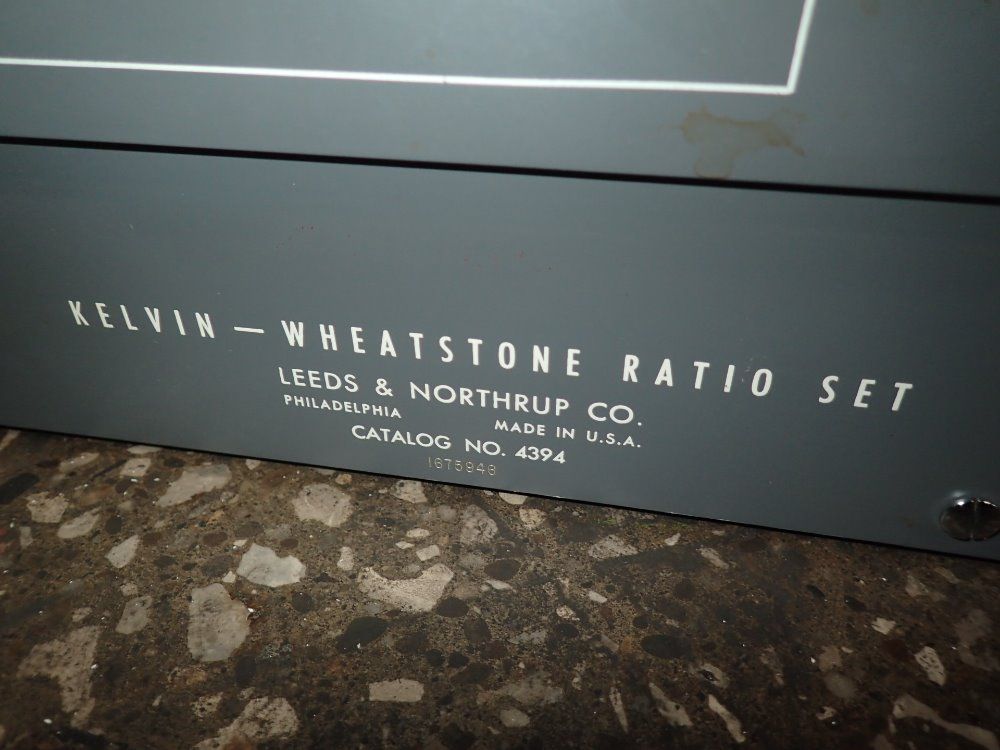 KELVIN — WHEATSTONE RATIO SET
LEEDS & NORTHRUP CO.
PHILADELPHIA MADE IN U.S.A.
CATALOG NO. 4394
1675948